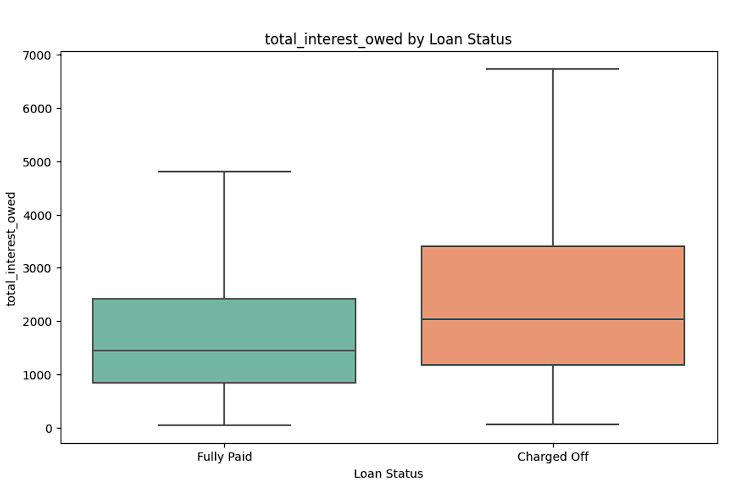 total_interest_owed by Loan Status
total_interest_owed
7000
6000
5000
4000
3000
2000
1000
0
Fully Paid
Charged Off
Loan Status